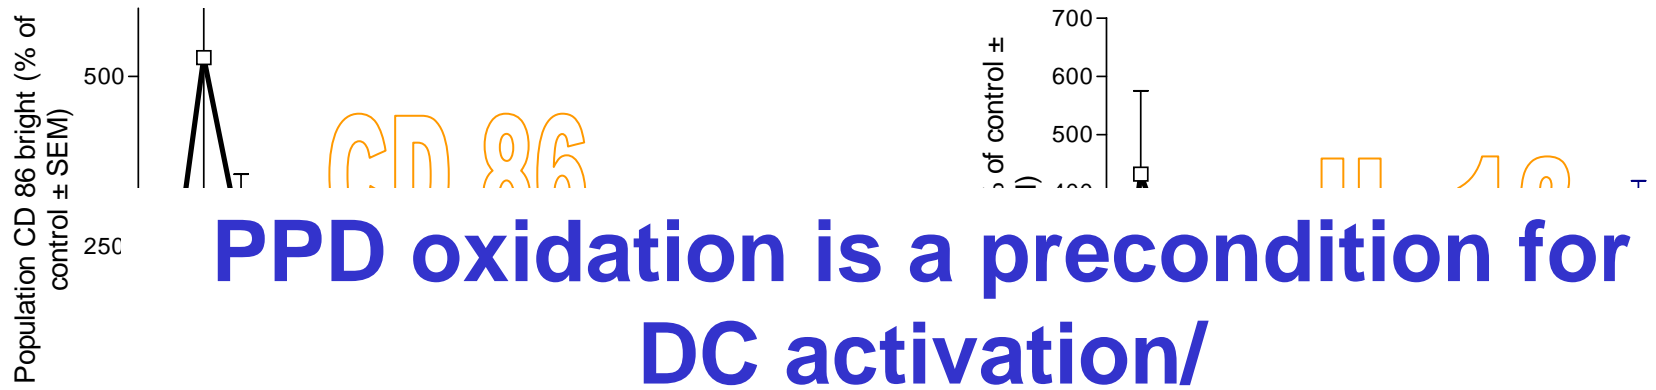 Population CD 86 bright (% of
control ± SEM)
500
250
CD 86
of control ±
700
600
500
400
PPD oxidation is a precondition for
DC activation/